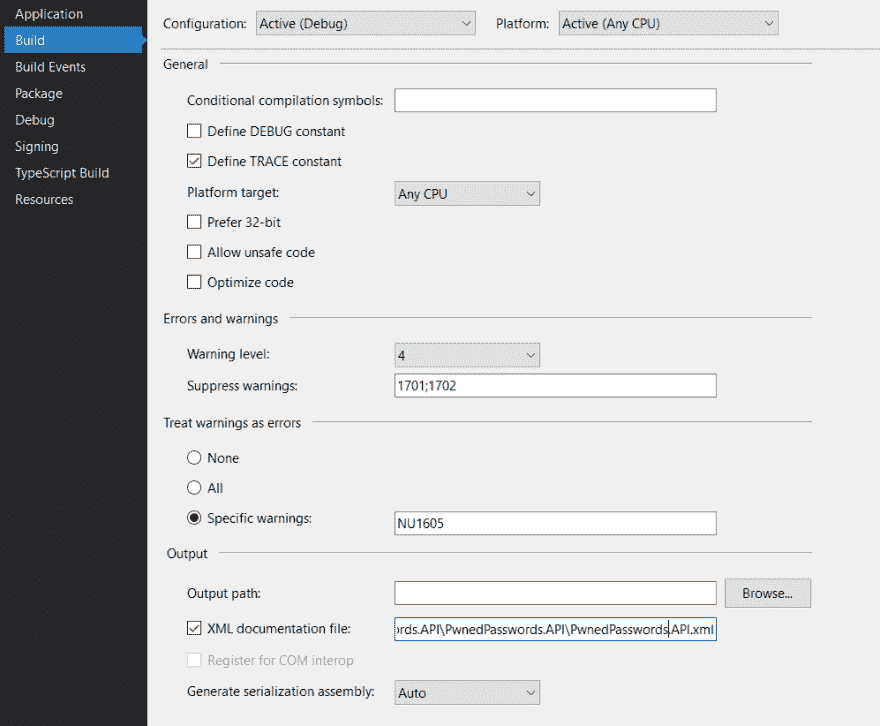 Application
Build
Build Events
Package
Debug
Signing
TypeScript Build
Resources
Configuration: Active (Debug) Platform: Active (Any CPU)
General
Conditional compilation symbols:
Define DEBUG constant
Define TRACE constant
Platform target: Any CPU
Prefer 32-bit
Allow unsafe code
Optimize code
Errors and warnings
Warning level: 4
Suppress warnings: 1701;1702
Treat warnings as errors
None
All
Specific warnings: NU1605
Output
Output path: Browse...
XML documentation file: rds.API\PwnedPasswords.API\PwnedPasswords.API.xml
Register for COM interop
Generate serialization assembly: Auto